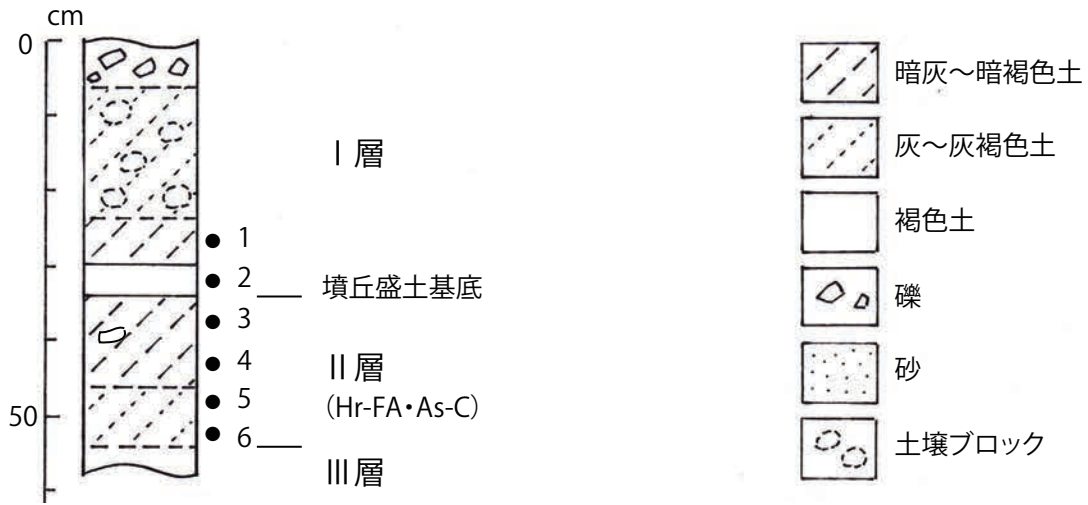 cm
0
50
1
2
3
4
5
6
Ⅰ層
墳丘盛土基底
Ⅱ層
(Hr-FA・As-C)
Ⅲ層
暗灰～暗褐色土
灰～灰褐色土
褐色土
礫
砂
土壌ブロック